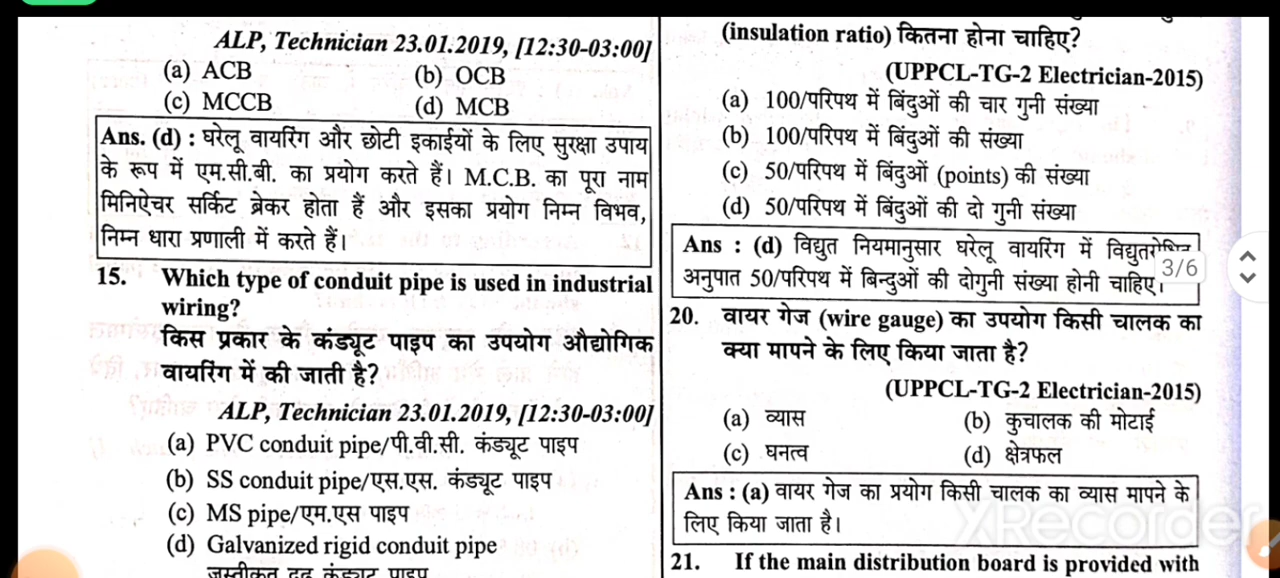 ALP, Technician 23.01.2019, [12:30-03:00]
(a) ACB (b) OCB
(c) MCCB (d) MCB
Ans. (d) : घरेलू वायरिंग और छोटी इकाईयों के लिए सुरक्षा उपाय
के रूप में एम.सी.बी. का प्रयोग करते हैं। M.C.B. का पूरा नाम
मिनिऐचर सर्किट ब्रेकर होता हैं और इसका प्रयोग निम्न विभव,
निम्न धारा प्रणाली में करते हैं।
15. Which type of conduit pipe is used in industrial
wiring?
किस प्रकार के कंड्यूट पाइप का उपयोग औद्योगिक
वायरिंग में की जाती है?
ALP, Technician 23.01.2019, [12:30-03:00]
(a) PVC conduit pipe/पी.वी.सी. कंड्यूट पाइप
(b) SS conduit pipe/एस.एस. कंड्यूट पाइप
(c) MS pipe/एम.एस पाइप
(d) Galvanized rigid conduit pipe
जस्तीकृत दृढ़ कंड्यूट पाइप
(insulation ratio) कितना होना चाहिए?
(UPPCL-TG-2 Electrician-2015)
(a) 100/परिपथ में बिंदुओं की चार गुनी संख्या
(b) 100/परिपथ में बिंदुओं की संख्या
(c) 50/परिपथ में बिंदुओं (points) की संख्या
(d) 50/परिपथ में बिंदुओं की दो गुनी संख्या
Ans : (d) विद्युत नियमानुसार घरेलू वायरिंग में
अनुपात 50/परिपथ में बिन्दुओं की दोगुनी संख्या होनी चाहिए।
3/6
20. वायर गेज (wire gauge) का उपयोग किसी चालक का
क्या मापने के लिए किया जाता है?
(UPPCL-TG-2 Electrician-2015)
(a) व्यास (b) कुचालक की मोटाई
(c) घनत्व (d) क्षेत्रफल
Ans : (a) वायर गेज का प्रयोग किसी चालक का व्यास मापने के
लिए किया जाता है।
XRecorder
21. If the main distribution board is provided with